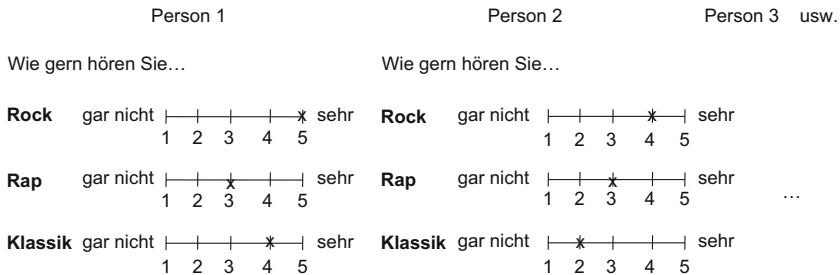 Person 1 Person 2 Person 3 usw.
Wie gern hören Sie… Wie gern hören Sie…
Rock gar nicht x sehr Rock gar nicht x sehr
1 2 3 4 5 1 2 3 4 5
Rap gar nicht x sehr Rap gar nicht x sehr …
1 2 3 4 5 1 2 3 4 5
Klassik gar nicht x sehr Klassik gar nicht x sehr
1 2 3 4 5 1 2 3 4 5